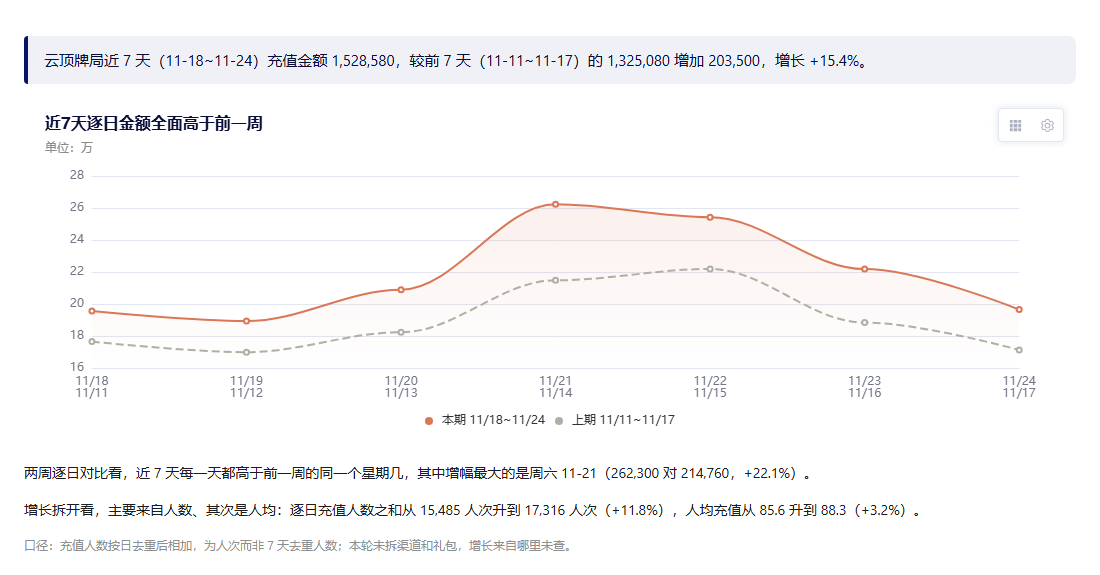 云顶牌局近 7 天（11-18~11-24）充值金额 1,528,580，较前 7 天（11-11~11-17）的 1,325,080 增加 203,500，增长 +15.4%。
近7天逐日金额全面高于前一周
单位：万
28
26
24
22
20
18
16
11/18 11/19 11/20 11/21 11/22 11/23 11/24
11/11 11/12 11/13 11/14 11/15 11/16 11/17
本期 11/18~11/24 上期 11/11~11/17
两周逐日对比看，近 7 天每一天都高于前一周的同一个星期几，其中增幅最大的是周六 11-21（262,300 对 214,760，+22.1%）。
增长拆开看，主要来自人数、其次是人均：逐日充值人数之和从 15,485 人次升到 17,316 人次（+11.8%），人均充值从 85.6 升到 88.3（+3.2%）。
口径：充值人数按日去重后相加，为人次而非 7 天去重人数；本轮未拆渠道和礼包，增长来自哪里未查。